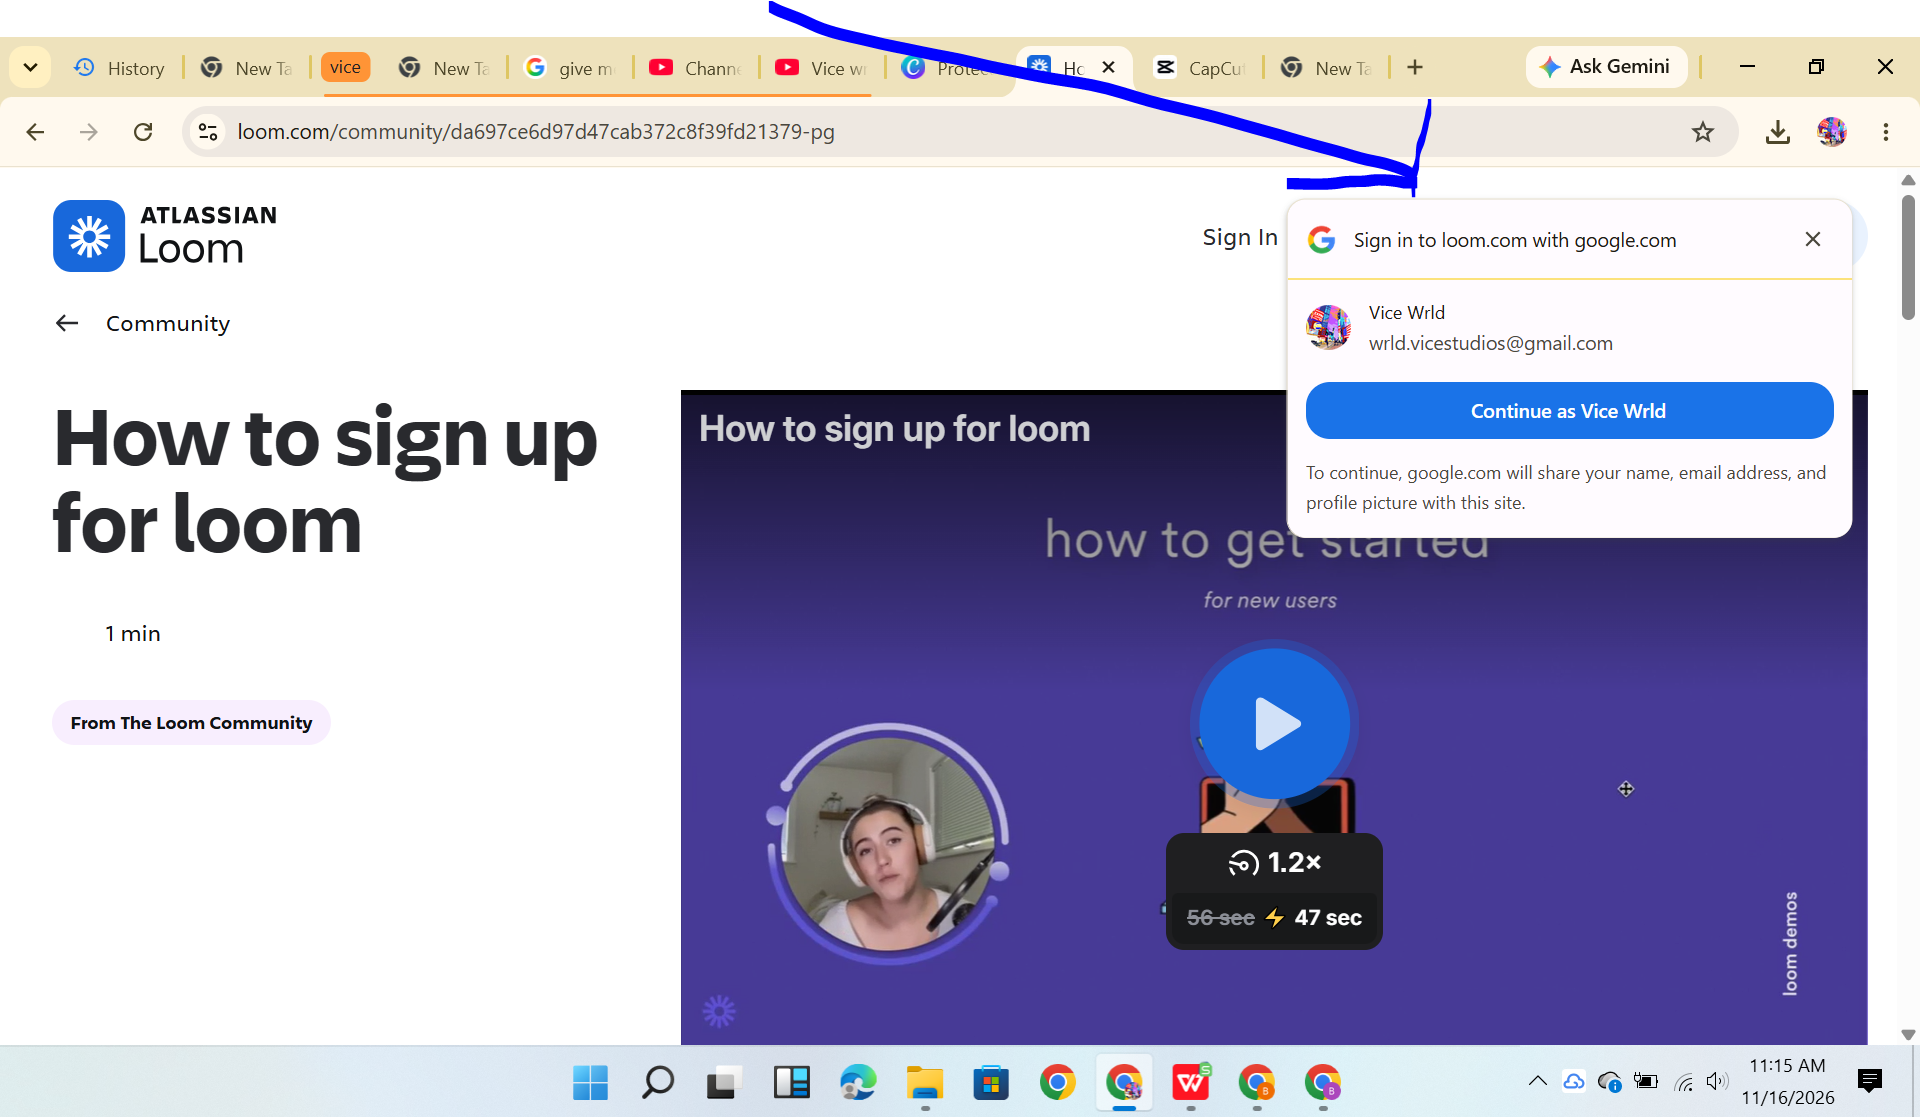 History
New Ta
vice
New Ta
give m
Channe
Vice wr
Prote
Ho
CapCu
New Ta
Ask Gemini
loom.com/community/da697ce6d97d47cab372c8f39fd21379-pg
ATLASSIAN
Loom
Sign In
Sign in to loom.com with google.com
Community
Vice Wrld
wrld.vicestudios@gmail.com
Continue as Vice Wrld
To continue, google.com will share your name, email address, and
profile picture with this site.
How to sign up
for loom
How to sign up for loom
how to get started
for new users
1 min
From The Loom Community
1.2×
56 sec ⚡ 47 sec
loom demos
11:15 AM
11/16/2026